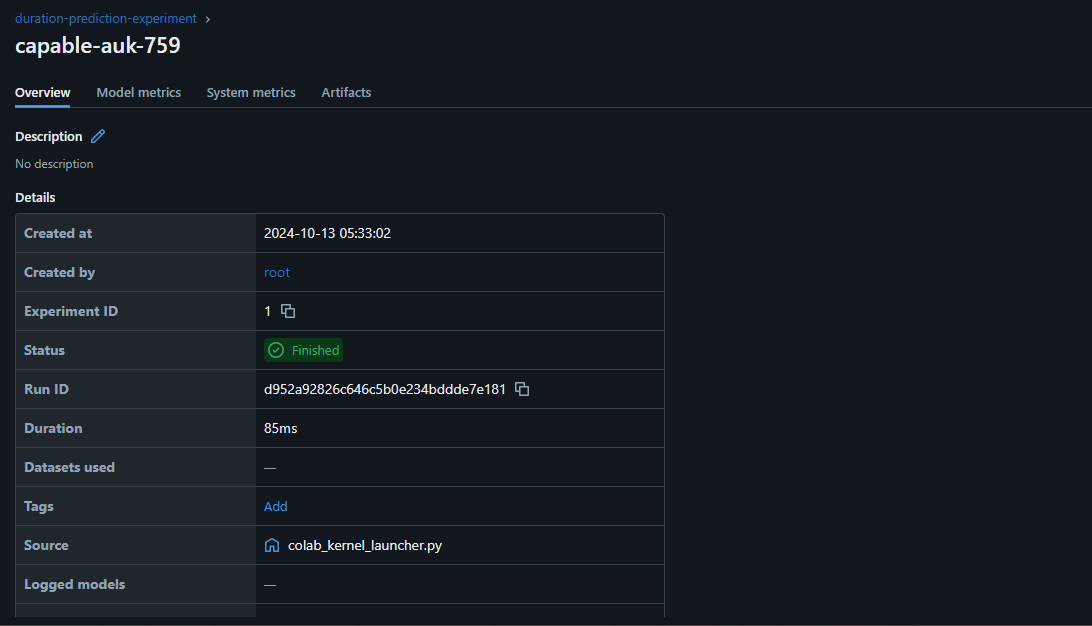 duration-prediction-experiment ›
capable-auk-759
Overview Model metrics System metrics Artifacts
Description
No description
Details
Created at 2024-10-13 05:33:02
Created by root
Experiment ID 1
Status Finished
Run ID d952a92826c646c5b0e234bddde7e181
Duration 85ms
Datasets used —
Tags Add
Source colab_kernel_launcher.py
Logged models —